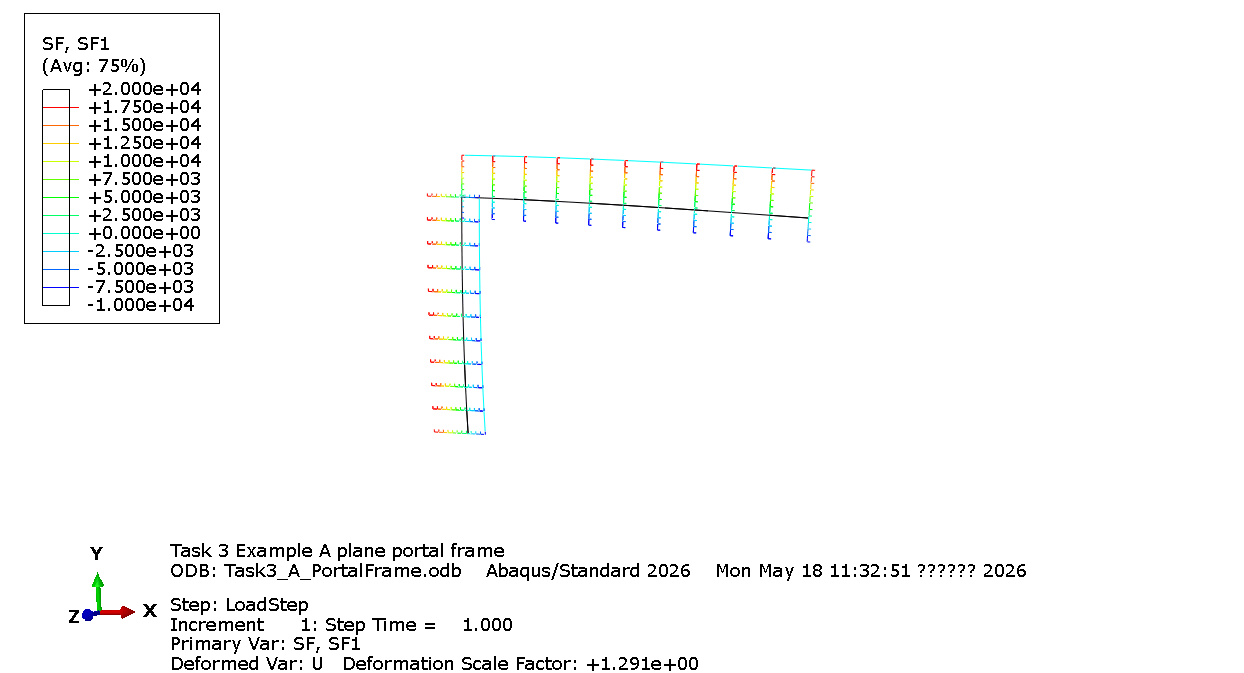 SF, SF1
(Avg: 75%)
+2.000e+04
+1.750e+04
+1.500e+04
+1.250e+04
+1.000e+04
+7.500e+03
+5.000e+03
+2.500e+03
+0.000e+00
-2.500e+03
-5.000e+03
-7.500e+03
-1.000e+04
Task 3 Example A plane portal frame
ODB: Task3_A_PortalFrame.odb    Abaqus/Standard 2026    Mon May 18 11:32:51 ?????? 2026
Y
Z
X
Step: LoadStep
Increment      1: Step Time =    1.000
Primary Var: SF, SF1
Deformed Var: U   Deformation Scale Factor: +1.291e+00